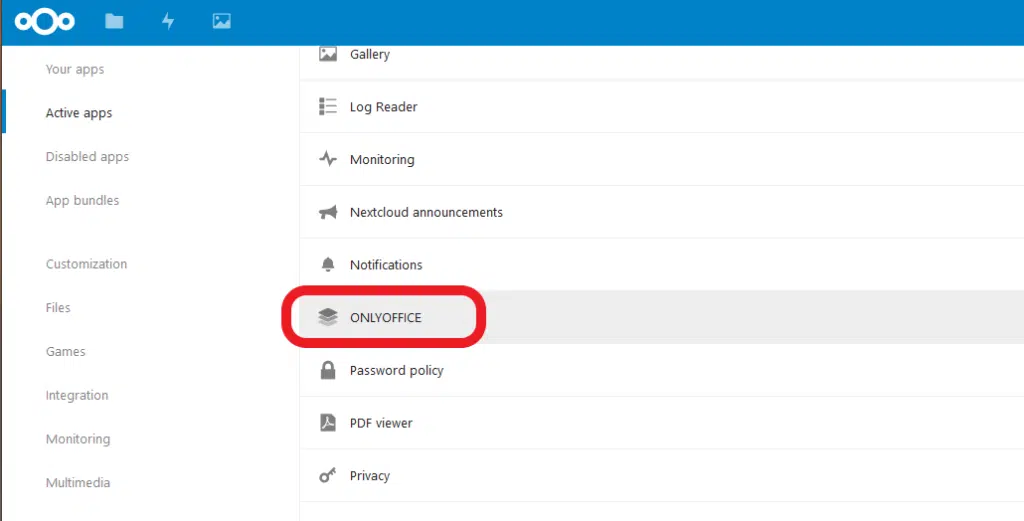 Your apps
Active apps
Disabled apps
App bundles
Customization
Files
Games
Integration
Monitoring
Multimedia
Gallery
Log Reader
Monitoring
Nextcloud announcements
Notifications
ONLYOFFICE
Password policy
PDF viewer
Privacy